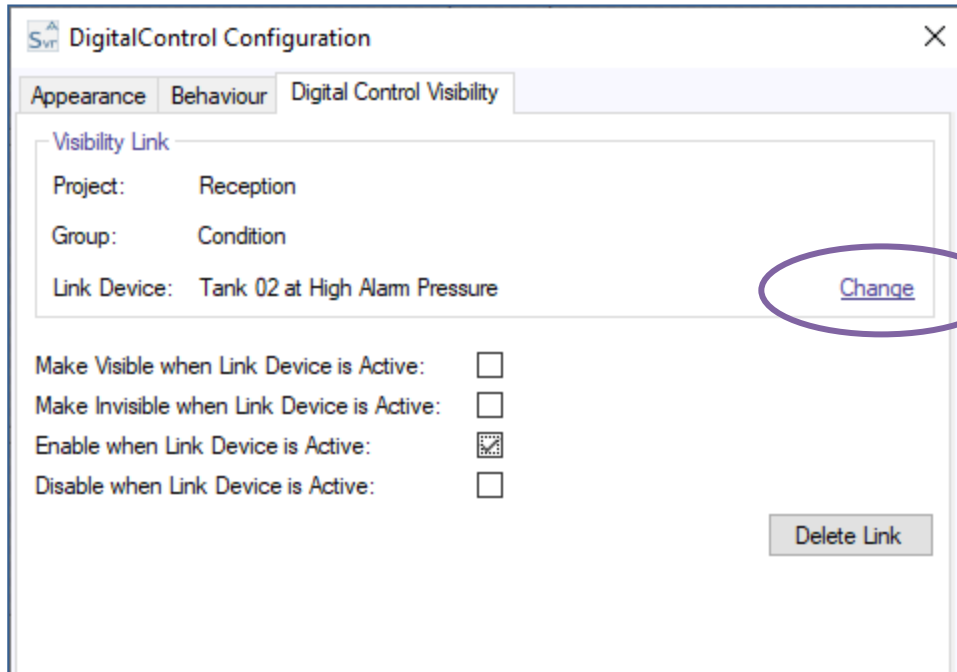 Svr A DigitalControl Configuration
Appearance Behaviour Digital Control Visibility
Visibility Link
Project: Reception
Group: Condition
Link Device: Tank 02 at High Alarm Pressure Change
Make Visible when Link Device is Active:
Make Invisible when Link Device is Active:
Enable when Link Device is Active:
Disable when Link Device is Active:
Delete Link